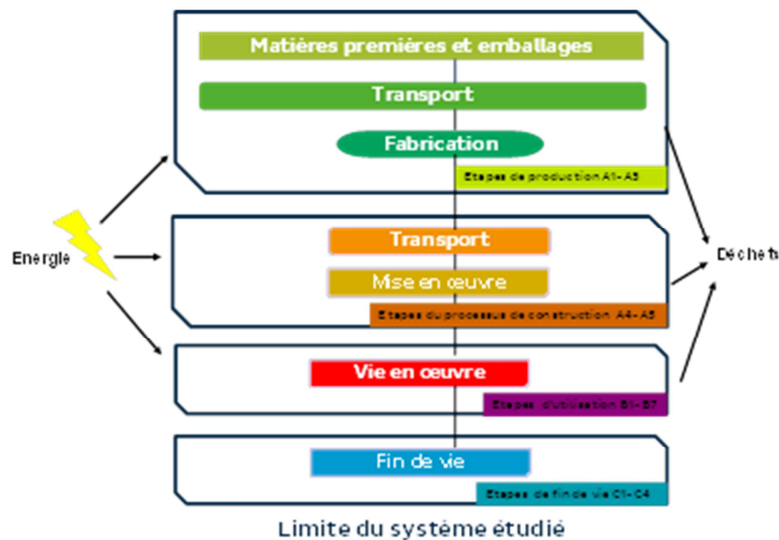 Matières premières et emballages
Transport
Fabrication
Etapes de production A1-A3
Energie
Transport
Mise en œuvre
Etapes du processus de construction A4-A5
Déchets
Vie en œuvre
Etapes d'utilisation B1-B7
Fin de vie
Etapes de fin de vie C1-C4
Limite du système étudié